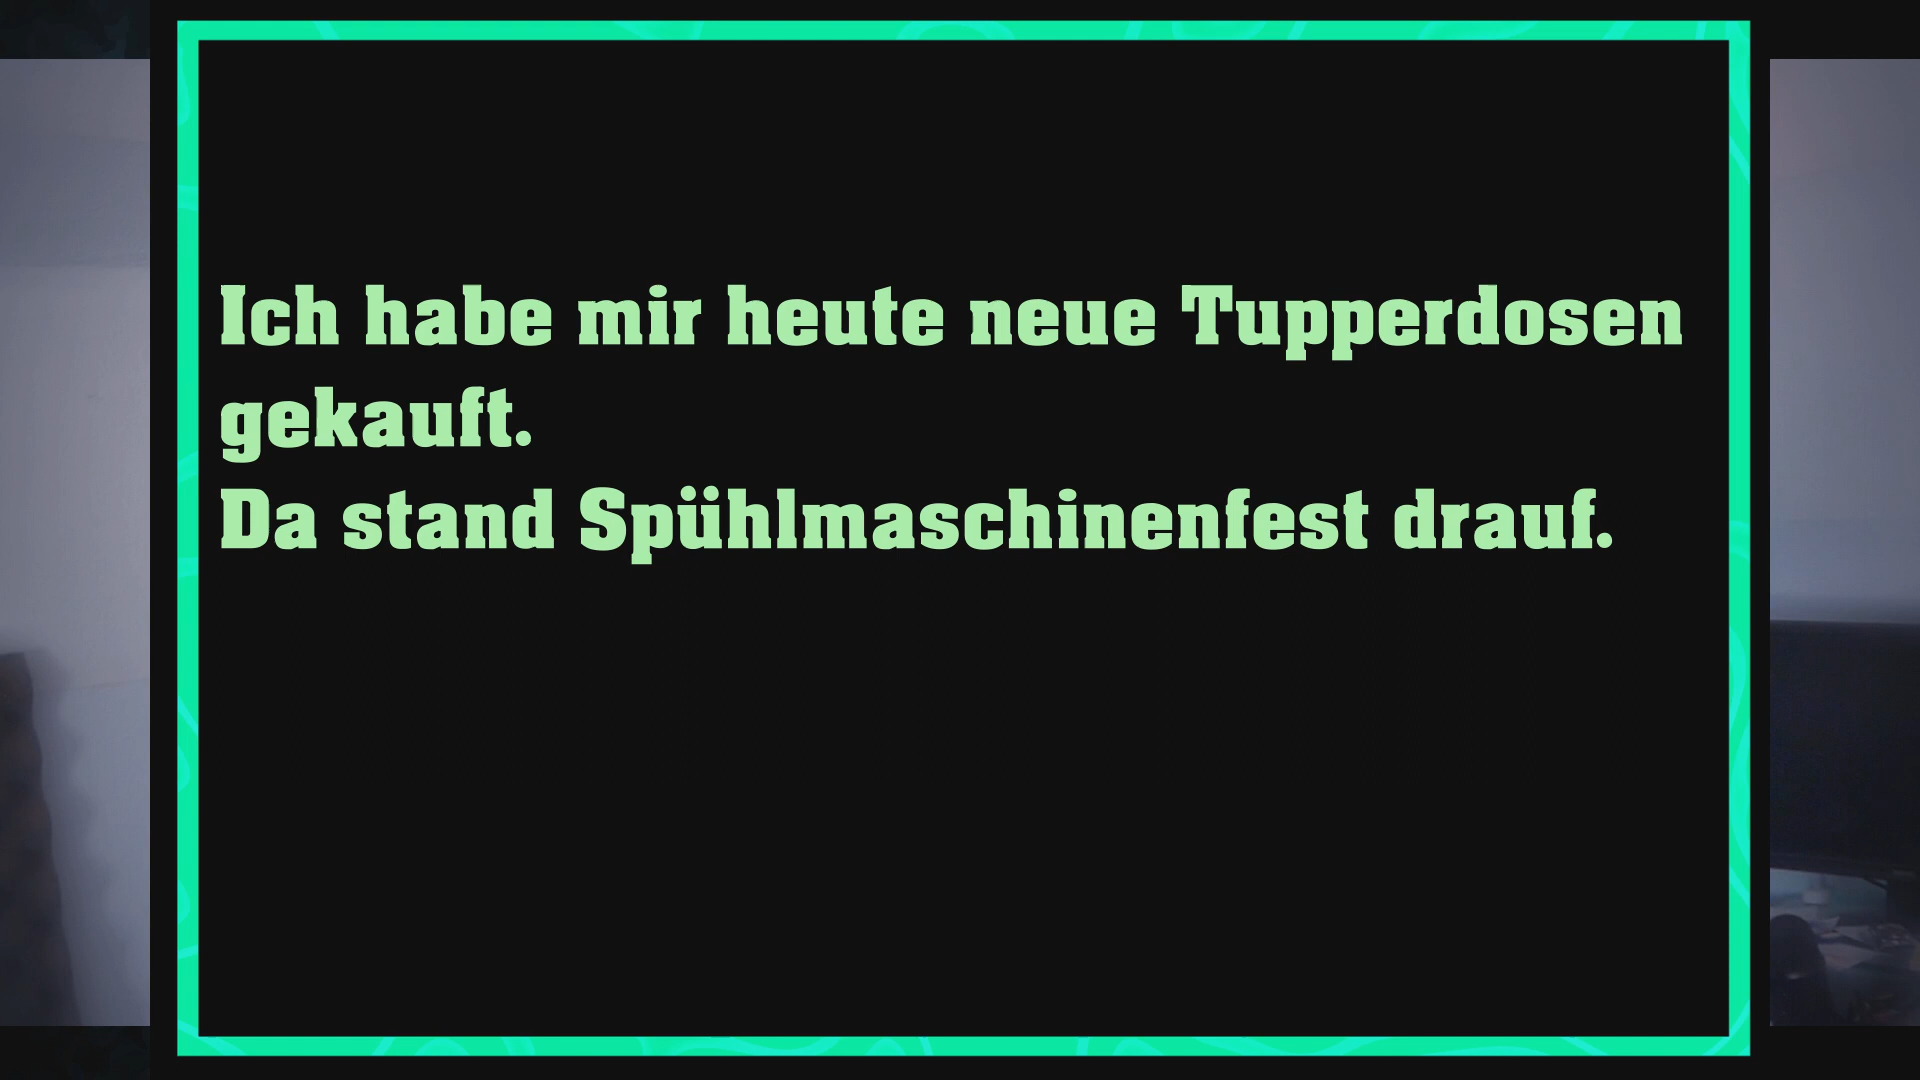 Ich habe mir heute neue Tupperdosen
gekauft.
Da stand Spühlmaschinenfest drauf.